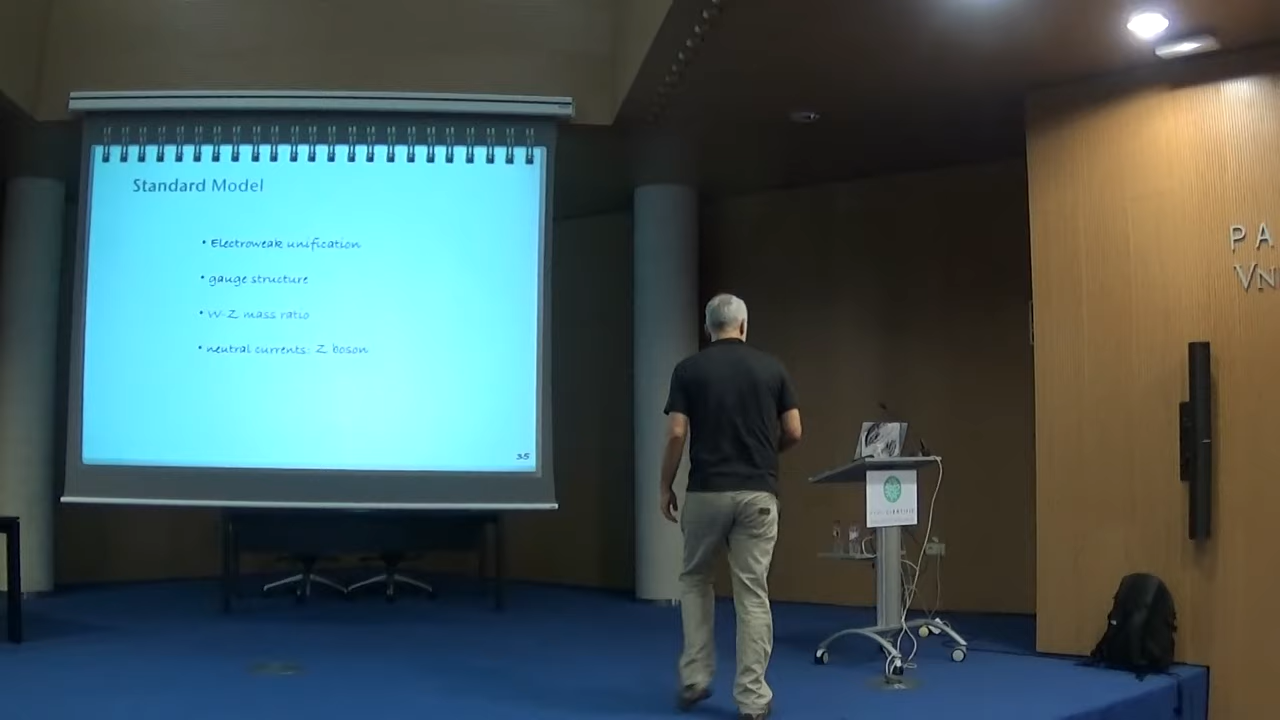 Standard Model
• Electroweak unification
• gauge structure
• W-Z mass ratio
• neutral currents: Z boson
35
PA
VN